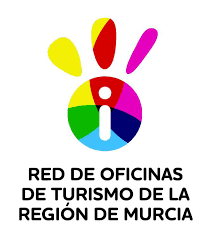 i
RED DE OFICINAS
DE TURISMO DE LA
REGIÓN DE MURCIA